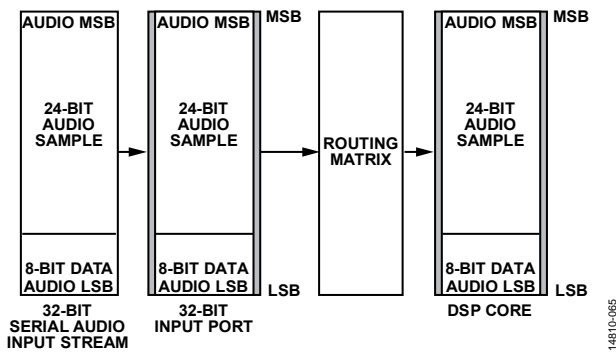 AUDIO MSB
24-BIT
AUDIO
SAMPLE
8-BIT DATA
AUDIO LSB
32-BIT
SERIAL AUDIO
INPUT STREAM
AUDIO MSB
24-BIT
AUDIO
SAMPLE
8-BIT DATA
AUDIO LSB
32-BIT
INPUT PORT
MSB
LSB
ROUTING
MATRIX
AUDIO MSB
24-BIT
AUDIO
SAMPLE
8-BIT DATA
AUDIO LSB
DSP CORE
MSB
LSB
14810-065